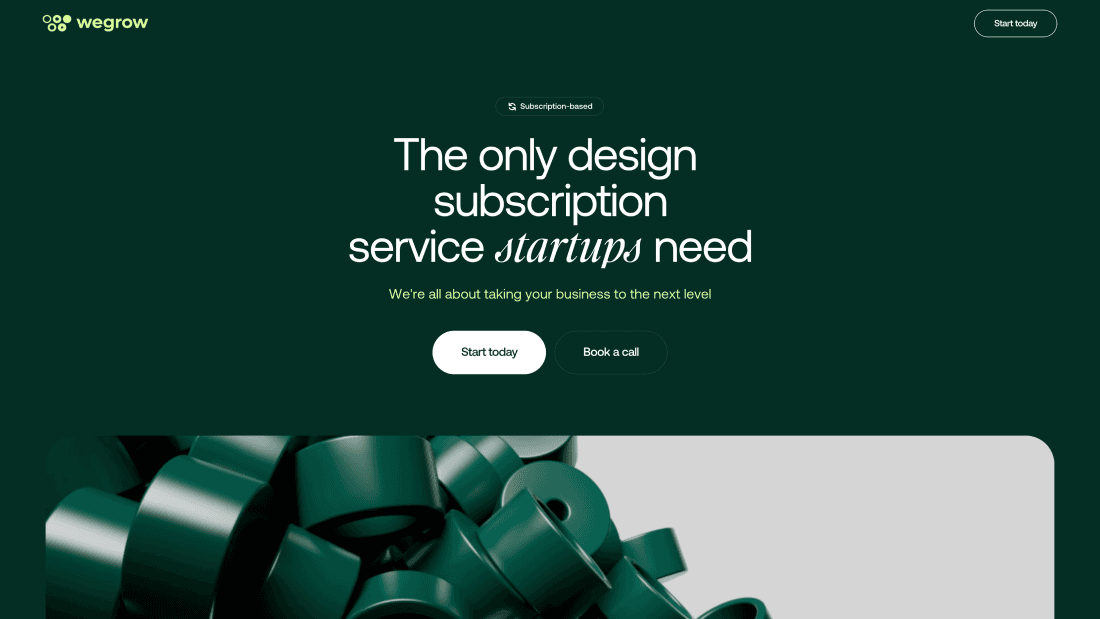 wegrow
Start today
Subscription-based
The only design
subscription
service startups need
We're all about taking your business to the next level
Start today
Book a call